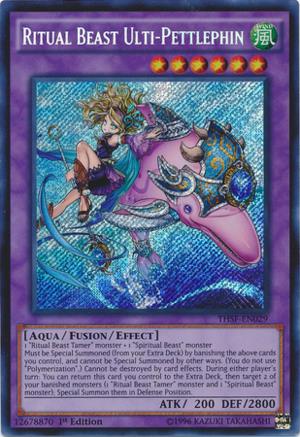 RITUAL BEAST ULTI-PETTLEPHIN
WIND
風
THSF-EN029
[AQUA/FUSION/EFFECT]
1 "Ritual Beast Tamer" monster + 1 "Spiritual Beast" monster
Must be Special Summoned (from your Extra Deck) by banishing the above cards
you control, and cannot be Special Summoned by other ways. (You do not use
"Polymerization".) Cannot be destroyed by card effects. During either player's
turn: You can return this card you control to the Extra Deck, then target 2 of
your banished monsters (1 "Ritual Beast Tamer" monster and 1 "Spiritual Beast"
monster); Special Summon them in Defense Position.
ATK/ 200 DEF/2800
12678870 1st Edition ©1996 KAZUKI TAKAHASHI